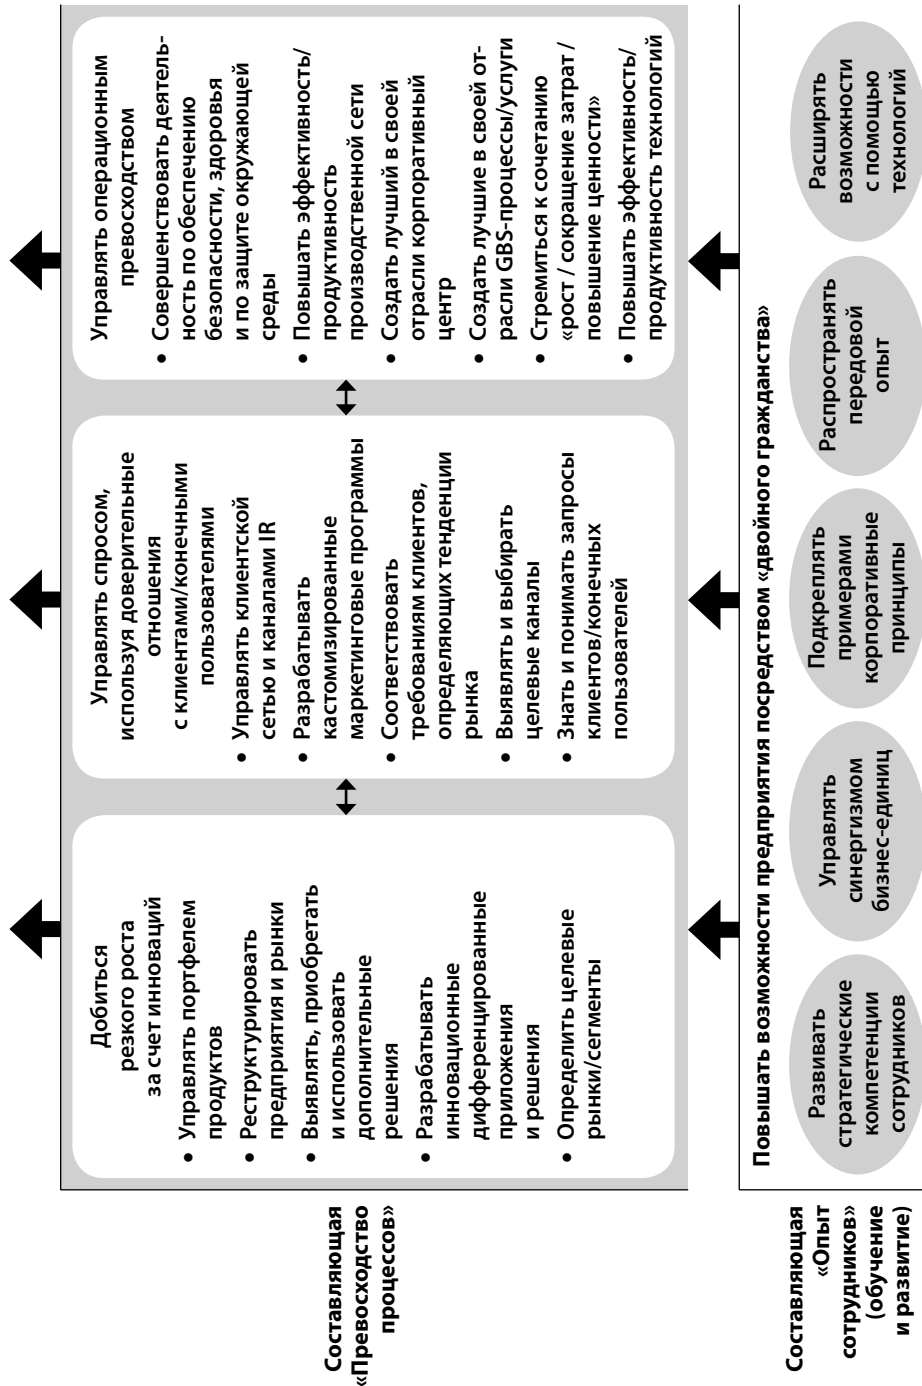 Составляющая
«Превосходство
процессов»
Добиться
резкого роста
за счет инноваций
• Управлять портфелем
продуктов
• Реструктурировать
предприятия и рынки
• Выявлять, приобретать
и использовать
дополнительные
решения
• Разрабатывать
инновационные
дифференцированные
приложения
и решения
• Определить целевые
рынки/сегменты
Управлять спросом,
используя доверительные
отношения
с клиентами/конечными
пользователями
• Управлять клиентской
сетью и каналами IR
• Разрабатывать
кастомизированные
маркетинговые программы
• Соответствовать
требованиям клиентов,
определяющих тенденции
рынка
• Выявлять и выбирать
целевые каналы
• Знать и понимать запросы
клиентов/конечных
пользователей
Управлять операционным
превосходством
• Совершенствовать деятель-
ность по обеспечению
безопасности, здоровья
и по защите окружающей
среды
• Повышать эффективность/
продуктивность
производственной сети
• Создать лучший в своей
отрасли корпоративный
центр
• Создать лучшие в своей от-
расли GBS-процессы/услуги
• Стремиться к сочетанию
«рост / сокращение затрат /
повышение ценности»
• Повышать эффективность/
продуктивность технологий
Составляющая
«Опыт
сотрудников»
(обучение
и развитие)
Повышать возможности предприятия посредством «двойного гражданства»
Развивать
стратегические
компетенции
сотрудников
Управлять
синергизмом
бизнес-единиц
Подкреплять
примерами
корпоративные
принципы
Распространять
передовой
опыт
Расширять
возможности
с помощью
технологий